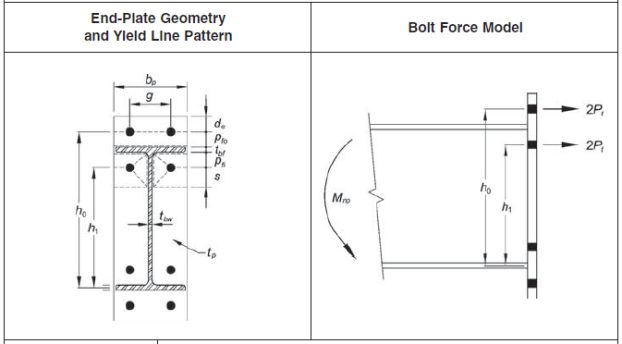 End-Plate Geometry
and Yield Line Pattern
Bolt Force Model
bp
g
de
pfo
tbf
pfi
s
h0
h1
tbw
tp
2Pt
2Pt
h0
h1
Mnp